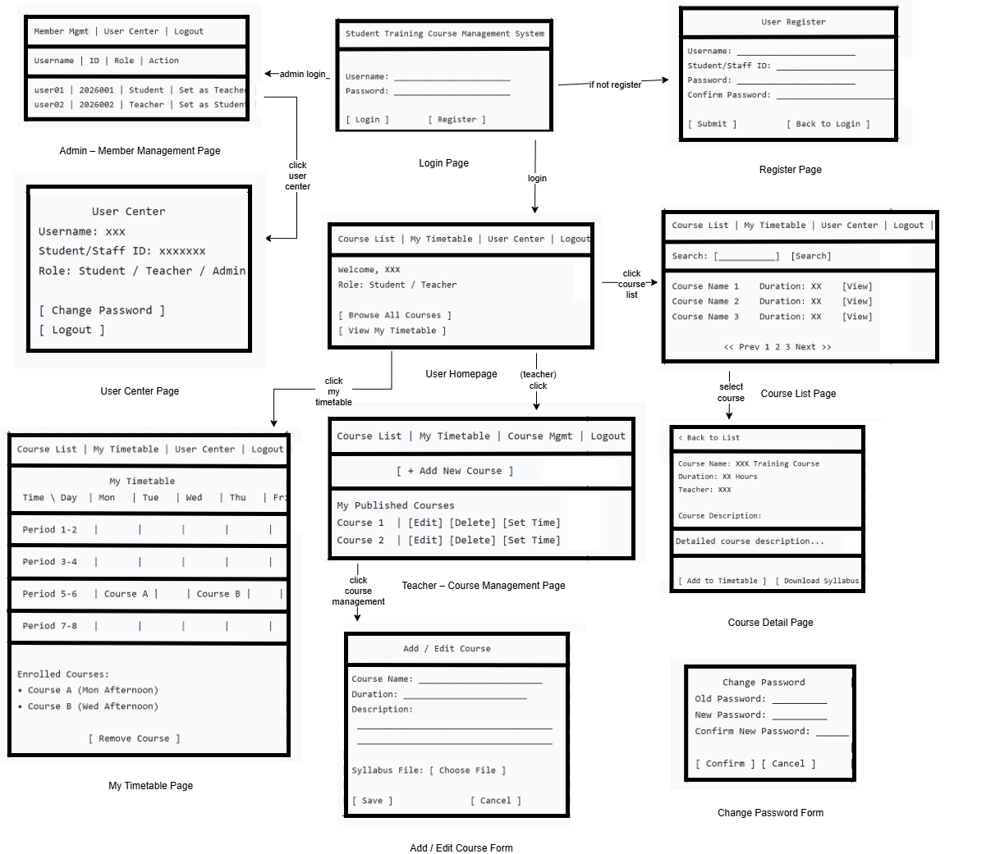 Member Mgmt | User Center | Logout
Username | ID | Role | Action
user01 | 2026001 | Student | Set as Teacher
user02 | 2026002 | Teacher | Set as Student
Admin – Member Management Page
admin login
Student Training Course Management System
Username: ______________________
Password: ______________________
[ Login ] [ Register ]
Login Page
if not register
User Register
Username: ______________________
Student/Staff ID: ______________________
Password: ______________________
Confirm Password: ______________________
[ Submit ] [ Back to Login ]
Register Page
click
user
center
login
User Center
Username: xxx
Student/Staff ID: xxxxxxx
Role: Student / Teacher / Admin
[ Change Password ]
[ Logout ]
User Center Page
Course List | My Timetable | User Center | Logout
Welcome, XXX
Role: Student / Teacher
[ Browse All Courses ]
[ View My Timetable ]
User Homepage
click
course
list
Course List | My Timetable | User Center | Logout |
Search: [___________] [Search]
Course Name 1 Duration: XX [View]
Course Name 2 Duration: XX [View]
Course Name 3 Duration: XX [View]
<< Prev 1 2 3 Next >>
Course List Page
click
my
timetable
(teacher)
click
select
course
Course List | My Timetable | User Center | Logout |
My Timetable
Time \ Day | Mon | Tue | Wed | Thu | Fri
Period 1-2 | | | | |
Period 3-4 | | | | |
Period 5-6 | Course A | | Course B | |
Period 7-8 | | | | |
Enrolled Courses:
• Course A (Mon Afternoon)
• Course B (Wed Afternoon)
[ Remove Course ]
My Timetable Page
Course List | My Timetable | Course Mgmt | Logout
[ + Add New Course ]
My Published Courses
Course 1 | [Edit] [Delete] [Set Time]
Course 2 | [Edit] [Delete] [Set Time]
Teacher – Course Management Page
click
course
management
< Back to List
Course Name: XXX Training Course
Duration: XX Hours
Teacher: XXX
Course Description:
Detailed course description...
[ Add to Timetable ] [ Download Syllabus
Course Detail Page
Add / Edit Course
Course Name: ________________________
Duration: ________________________
Description:
______________________________________
______________________________________
Syllabus File: [ Choose File ]
[ Save ] [ Cancel ]
Add / Edit Course Form
Change Password
Old Password: __________
New Password: __________
Confirm New Password: ______
[ Confirm ] [ Cancel ]
Change Password Form